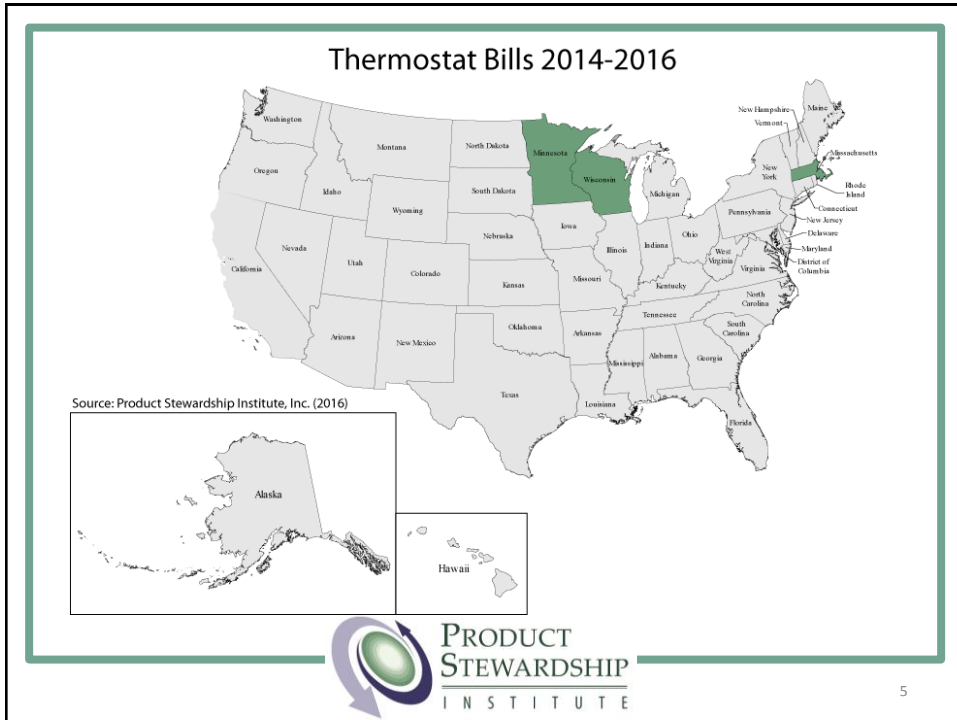 Thermostat Bills 2014-2016
Washington
Oregon
California
Nevada
Idaho
Montana
Wyoming
Utah
Arizona
Colorado
New Mexico
North Dakota
South Dakota
Nebraska
Kansas
Oklahoma
Texas
Minnesota
Iowa
Missouri
Arkansas
Louisiana
Wisconsin
Illinois
Michigan
Indiana
Ohio
Kentucky
Tennessee
Mississippi
Alabama
Georgia
Florida
South
Carolina
North
Carolina
Virginia
West
Virginia
Pennsylvania
New
York
New Hampshire
Vermont
Maine
Massachusetts
Rhode
Island
Connecticut
New Jersey
Delaware
Maryland
District of
Columbia
Source: Product Stewardship Institute, Inc. (2016)
Alaska
Hawaii
PRODUCT
STEWARDSHIP
INSTITUTE
5